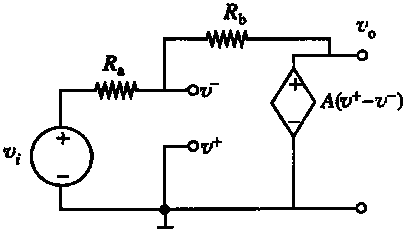 R_b
v_o
R_a
v^-
+
A(v^+ - v^-)
-
v^+
v_i
+
-